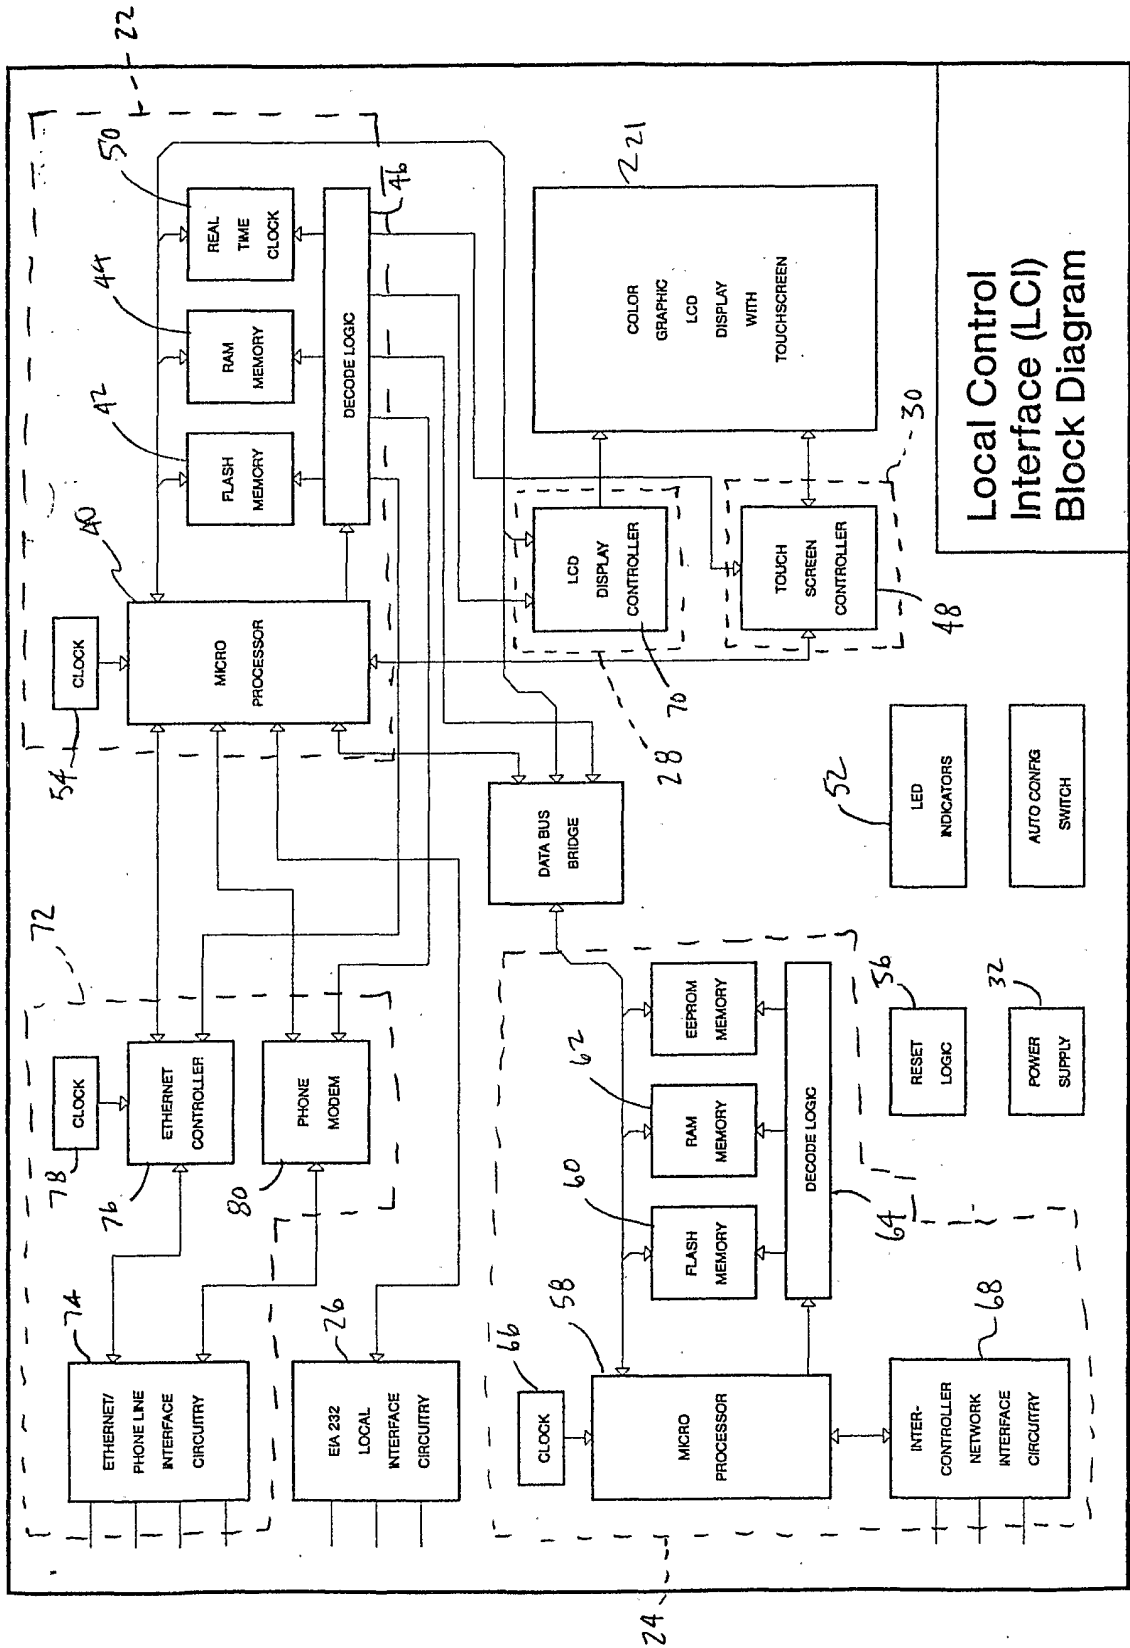 22
72
54
CLOCK
40
42
44
50
MICRO
PROCESSOR
FLASH
MEMORY
RAM
MEMORY
REAL
TIME
CLOCK
DECODE LOGIC
46
74
78
CLOCK
76
ETHERNET
CONTROLLER
80
PHONE
MODEM
ETHERNET/
PHONE LINE
INTERFACE
CIRCUITRY
26
EIA 232
LOCAL
INTERFACE
CIRCUITRY
DATA BUS
BRIDGE
28
LCD
DISPLAY
CONTROLLER
70
221
COLOR
GRAPHIC
LCD
DISPLAY
WITH
TOUCHSCREEN
TOUCH
SCREEN
CONTROLLER
48
30
66
CLOCK
58
MICRO
PROCESSOR
60
FLASH
MEMORY
62
RAM
MEMORY
EEPROM
MEMORY
DECODE LOGIC
64
68
INTER-
CONTROLLER
NETWORK
INTERFACE
CIRCUITRY
24
56
RESET
LOGIC
32
POWER
SUPPLY
52
LED
INDICATORS
AUTO CONFIG
SWITCH
Local Control
Interface (LCI)
Block Diagram